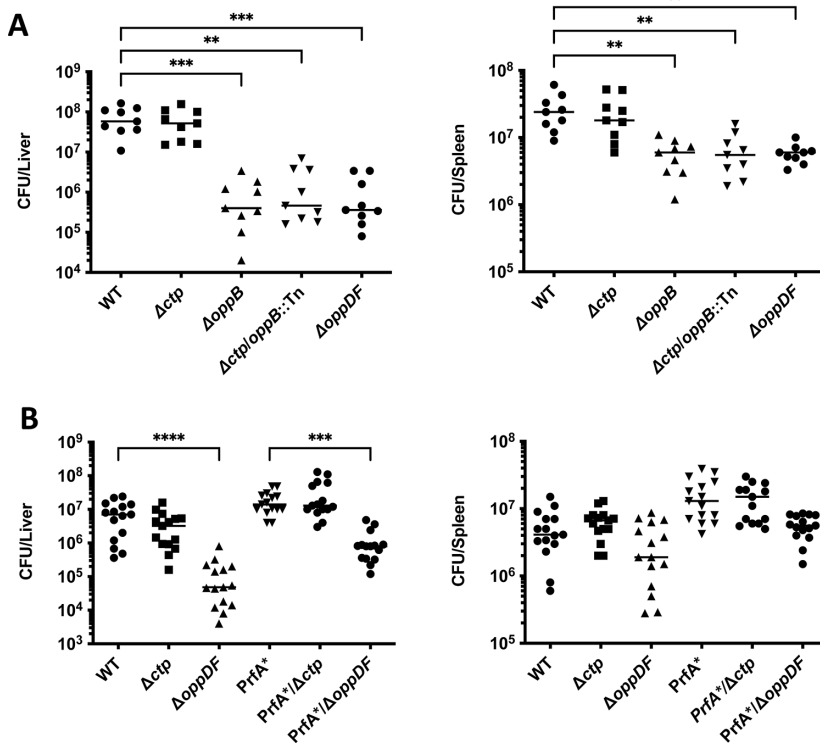 A
***
**
***
CFU/Liver
10⁹
10⁸
10⁷
10⁶
10⁵
10⁴
WT
Δctp
ΔoppB
Δctp/oppB::Tn
ΔoppDF
**
**
CFU/Spleen
10⁸
10⁷
10⁶
10⁵
WT
Δctp
ΔoppB
Δctp/oppB::Tn
ΔoppDF
B
****
***
CFU/Liver
10⁹
10⁸
10⁷
10⁶
10⁵
10⁴
10³
WT
Δctp
ΔoppDF
PrfA*
PrfA*/Δctp
PrfA*/ΔoppDF
CFU/Spleen
10⁸
10⁷
10⁶
10⁵
WT
Δctp
ΔoppDF
PrfA*
PrfA*/Δctp
PrfA*/ΔoppDF